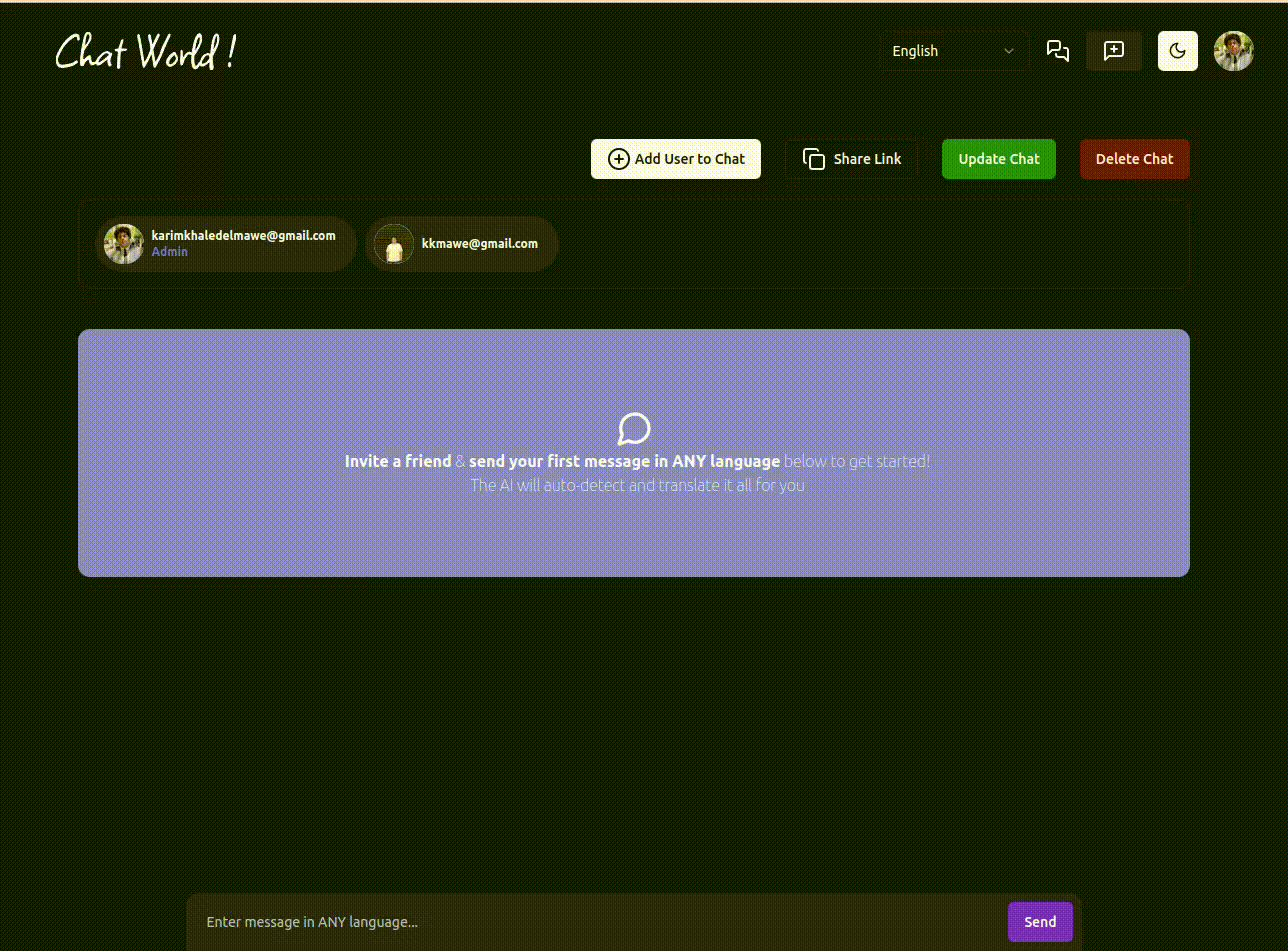 Chat World !
English
Add User to Chat
Share Link
Update Chat
Delete Chat
karimkhaledelmawe@gmail.com
Admin
kkmawe@gmail.com
Invite a friend & send your first message in ANY language below to get started!
The AI will auto-detect and translate it all for you
Enter message in ANY language...
Send